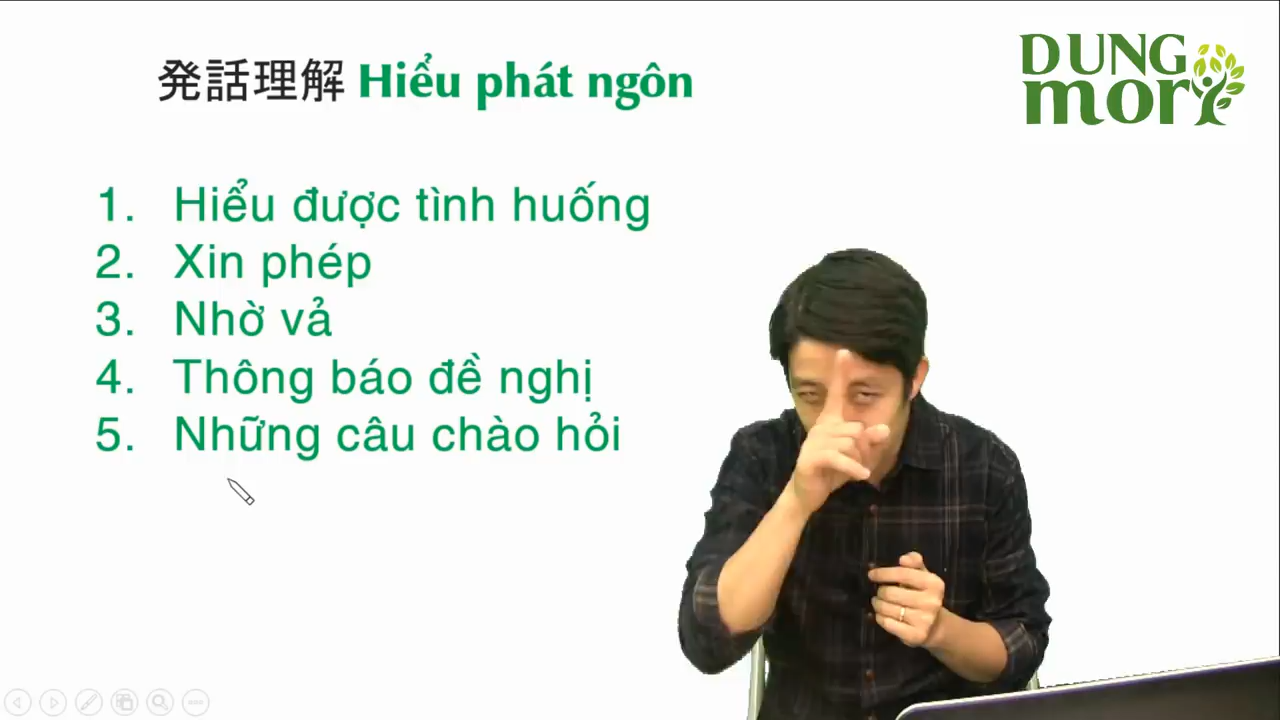 発話理解 Hiểu phát ngôn
DUNG
mori
1. Hiểu được tình huống
2. Xin phép
3. Nhờ vả
4. Thông báo đề nghị
5. Những câu chào hỏi